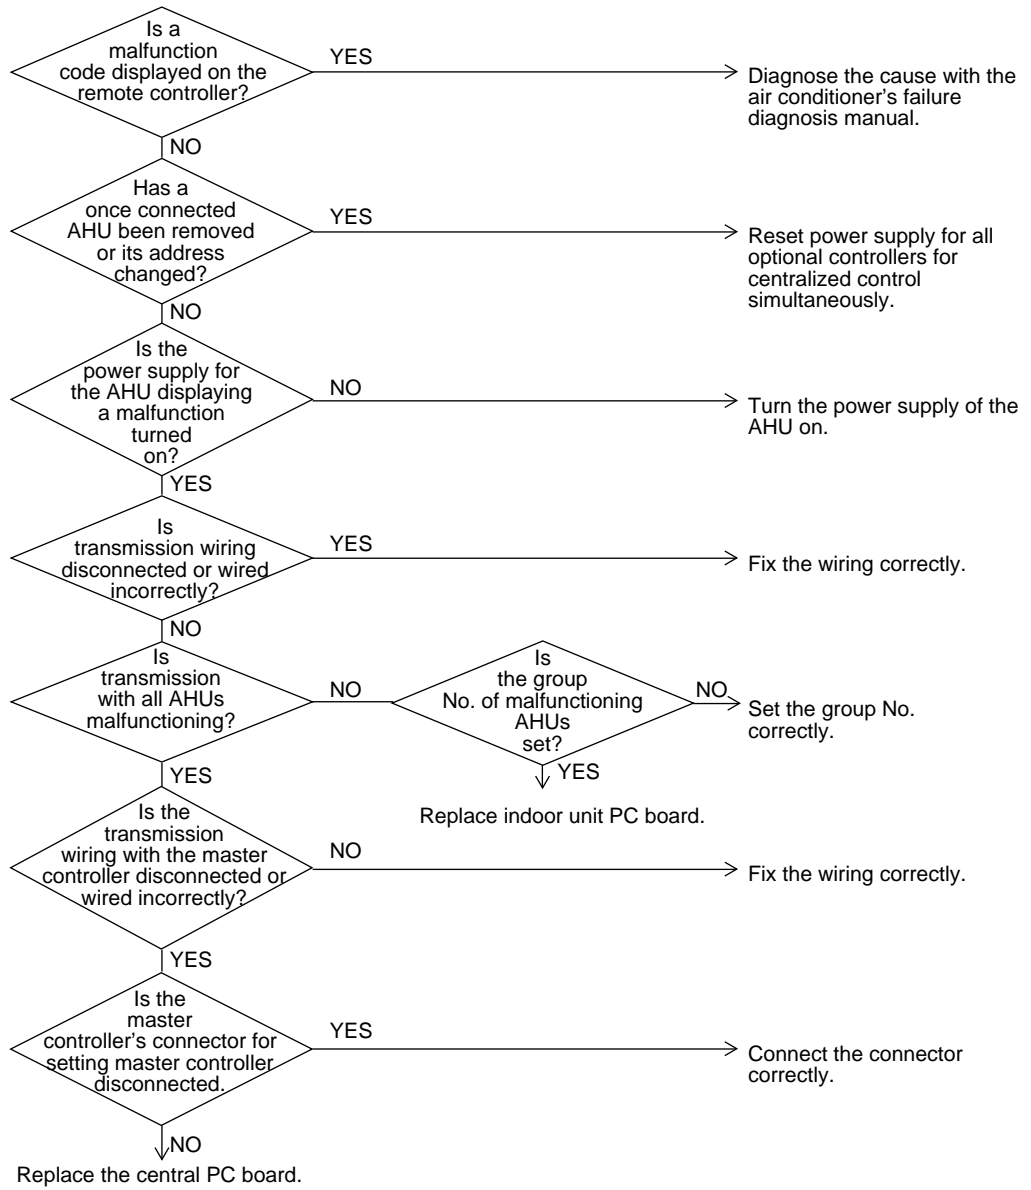 Is a
malfunction
code displayed on the
remote controller?
YES
Diagnose the cause with the
air conditioner's failure
diagnosis manual.
NO
Has a
once connected
AHU been removed
or its address
changed?
YES
Reset power supply for all
optional controllers for
centralized control
simultaneously.
NO
Is the
power supply for
the AHU displaying
a malfunction
turned
on?
NO
Turn the power supply of the
AHU on.
YES
Is
transmission wiring
disconnected or wired
incorrectly?
YES
Fix the wiring correctly.
NO
Is
transmission
with all AHUs
malfunctioning?
NO
Is
the group
No. of malfunctioning
AHUs
set?
NO
Set the group No.
correctly.
YES
Replace indoor unit PC board.
YES
Is the
transmission
wiring with the master
controller disconnected or
wired incorrectly?
NO
Fix the wiring correctly.
YES
Is the
master
controller's connector for
setting master controller
disconnected.
YES
Connect the connector
correctly.
NO
Replace the central PC board.